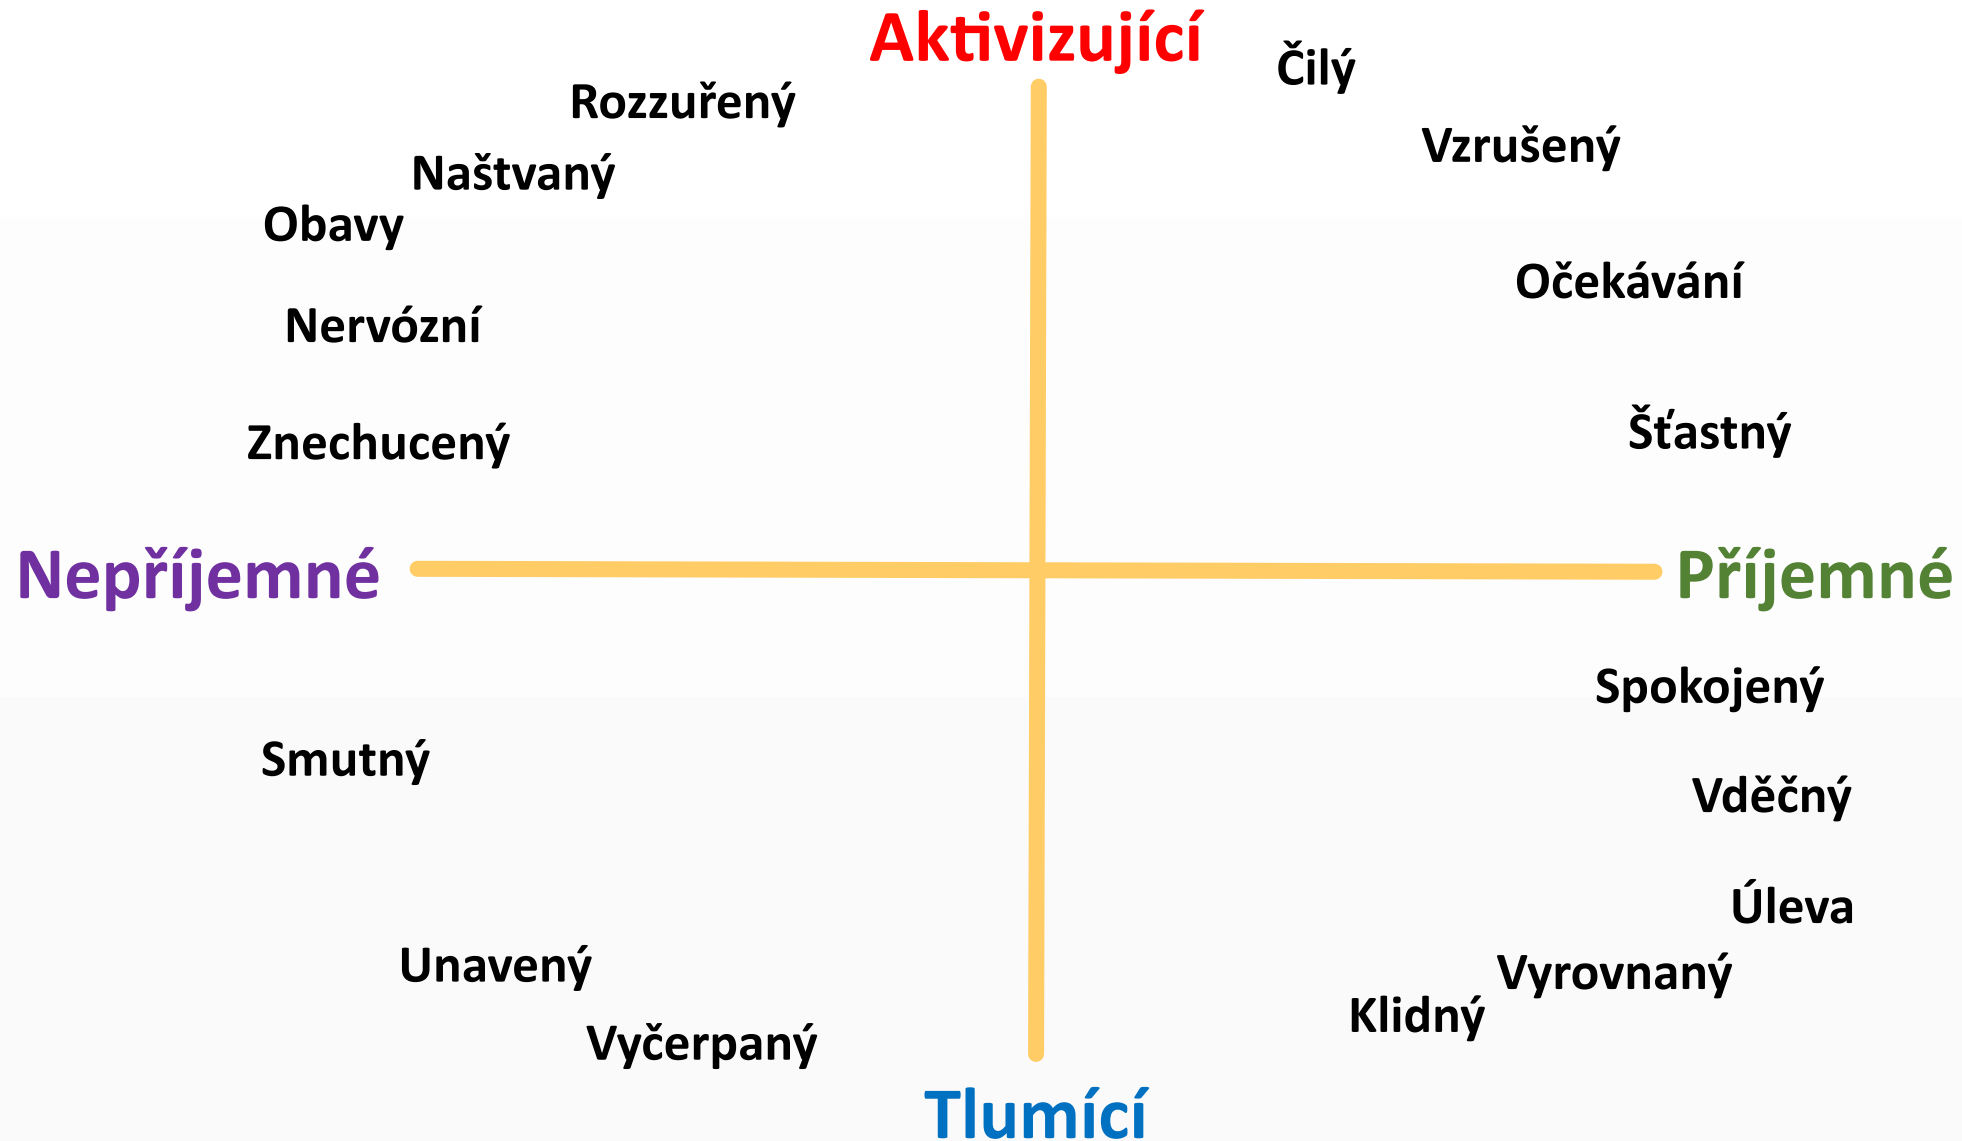 Aktivizující
Čilý
Rozzuřený
Vzrušený
Naštvaný
Obavy
Očekávání
Nervózní
Šťastný
Znechucený
Nepříjemné
Příjemné
Spokojený
Smutný
Vděčný
Úleva
Unavený
Vyrovnaný
Klidný
Vyčerpaný
Tlumící